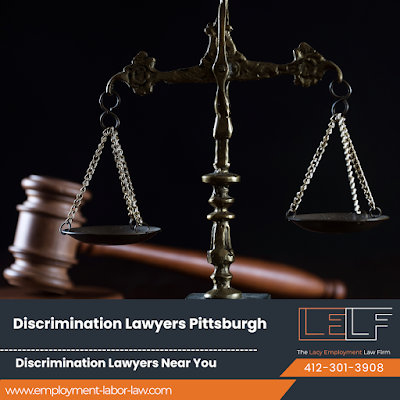 Discrimination Lawyers Pittsburgh
Discrimination Lawyers Near You
LELF
The Lacy Employment Law Firm
412-301-3908
www.employment-labor-law.com